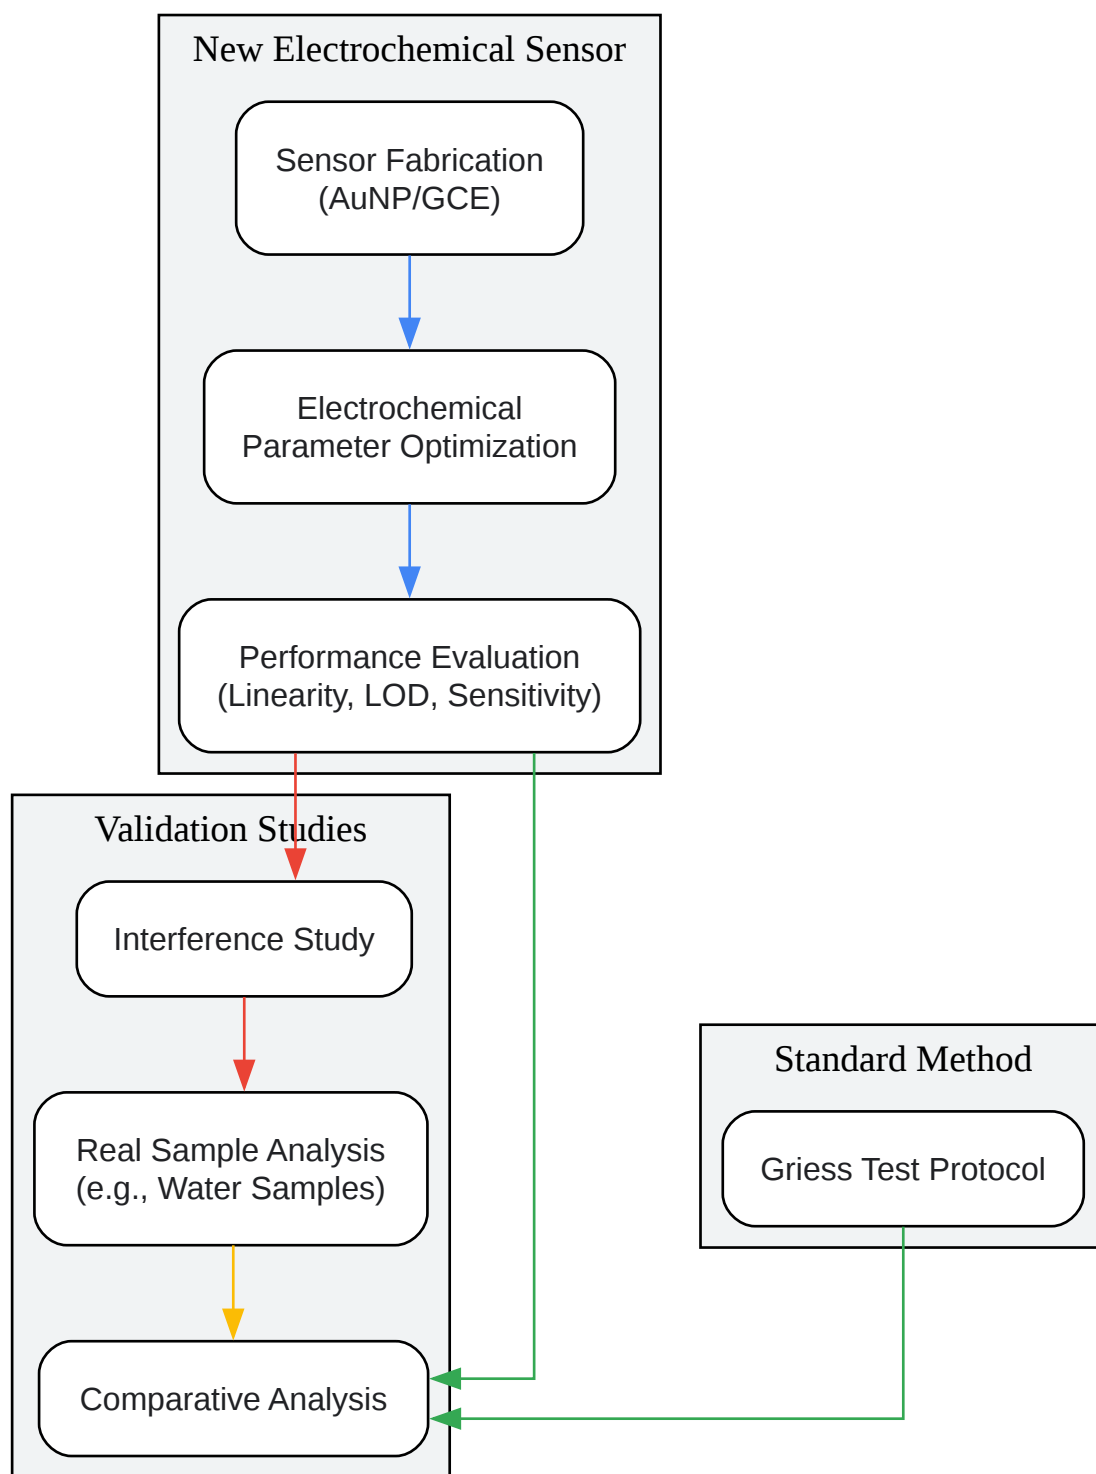 New Electrochemical Sensor
Sensor Fabrication
(AuNP/GCE)
Electrochemical
Parameter Optimization
Performance Evaluation
(Linearity, LOD, Sensitivity)
Validation Studies
Interference Study
Real Sample Analysis
(e.g., Water Samples)
Comparative Analysis
Standard Method
Griess Test Protocol